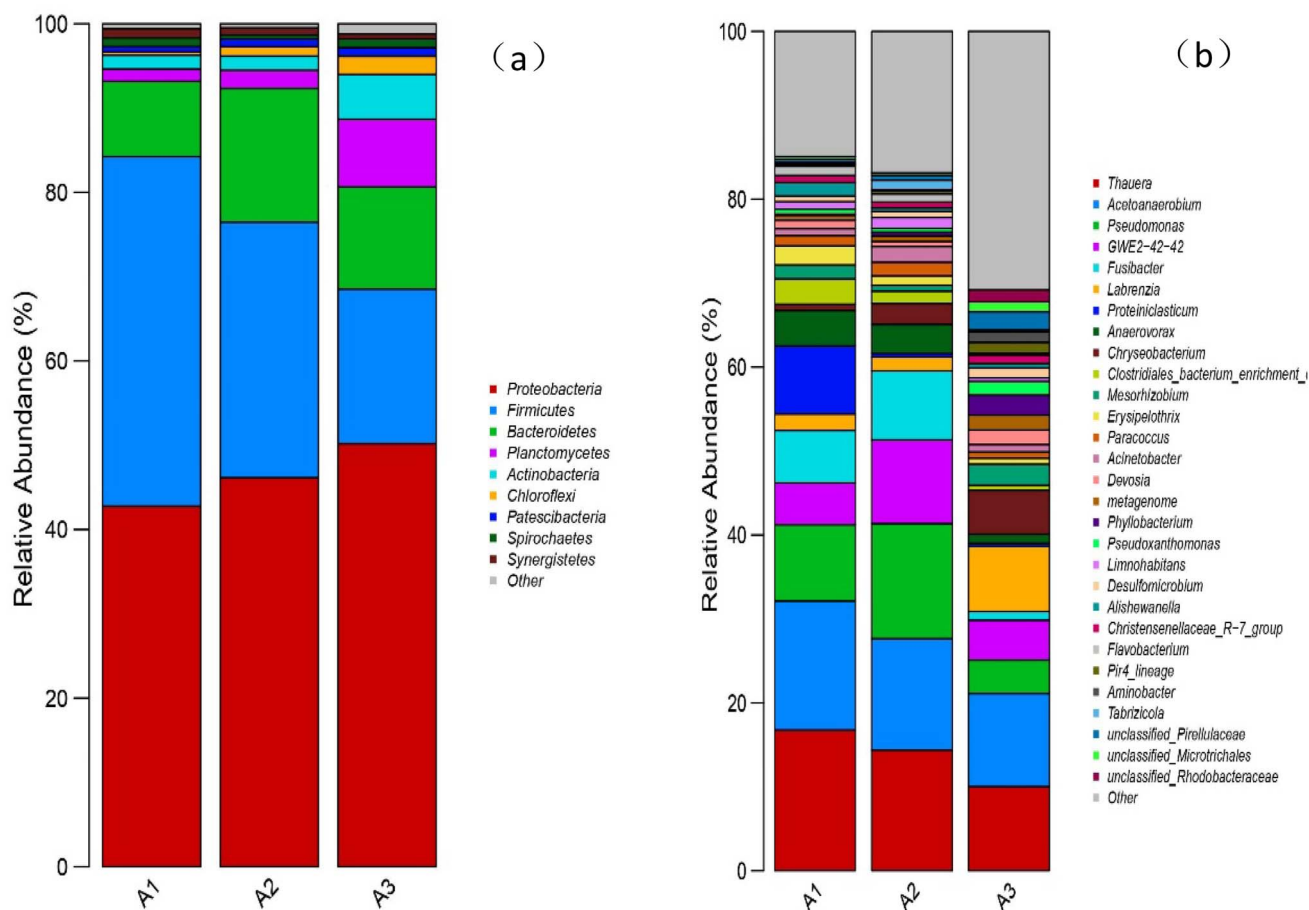 (a)
Relative Abundance (%)
100
80
60
40
20
0
A1
A2
A3
Proteobacteria
Firmicutes
Bacteroidetes
Planctomycetes
Actinobacteria
Chloroflexi
Patescibacteria
Spirochaetes
Synergistetes
Other
(b)
Relative Abundance (%)
100
80
60
40
20
0
A1
A2
A3
Thauera
Acetoanaerobium
Pseudomonas
GWE2-42-42
Fusibacter
Labrenzia
Proteiniclasticum
Anaerovorax
Chryseobacterium
Clostridiales_bacterium_enrichment_
Mesorhizobium
Erysipelothrix
Paracoccus
Acinetobacter
Devosia
metagenome
Phyllobacterium
Pseudoxanthomonas
Limnohabitans
Desulfomicrobium
Alishewanella
Christensenellaceae_R-7_group
Flavobacterium
Pir4_lineage
Aminobacter
Tabrizicola
unclassified_Pirellulaceae
unclassified_Microtrichales
unclassified_Rhodobacteraceae
Other